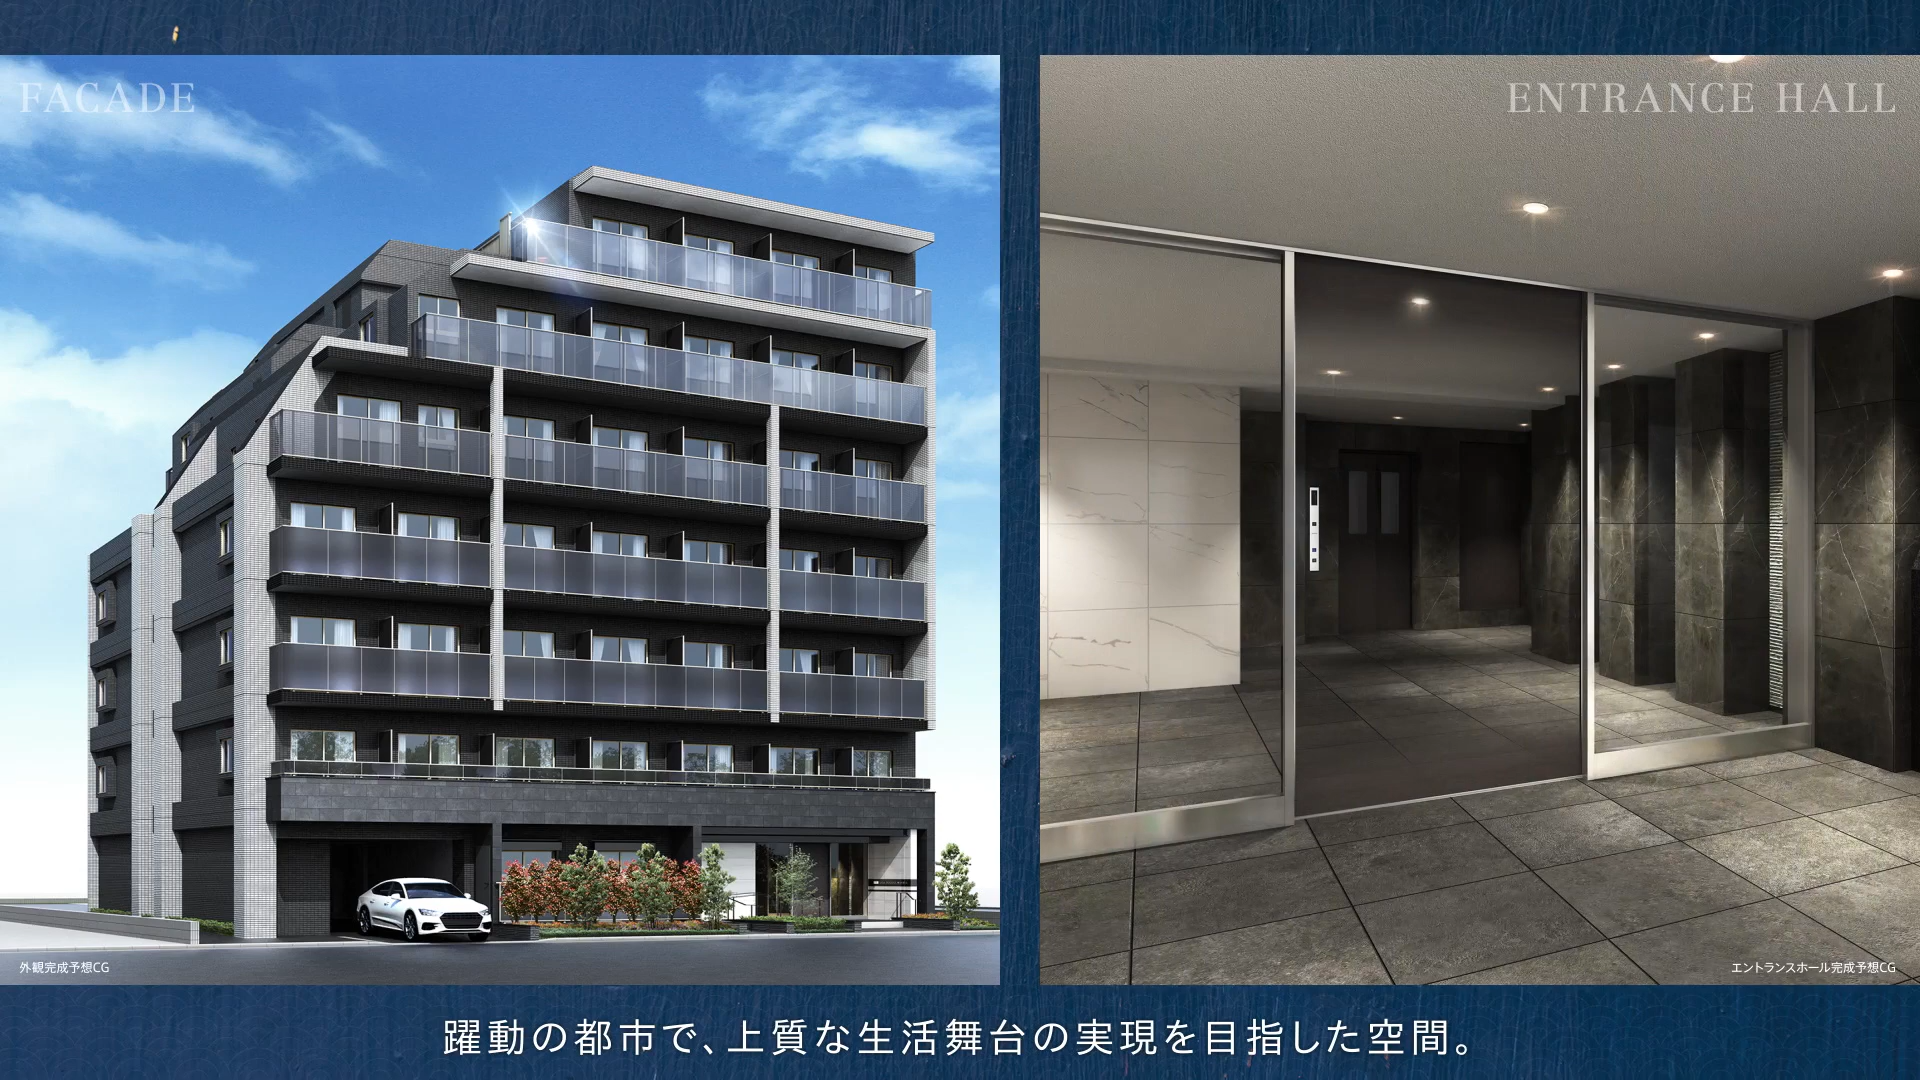 FACADE
ENTRANCE HALL
外観完成予想CG
エントランスホール完成予想CG
躍動の都市で、上質な生活舞台の実現を目指した空間。